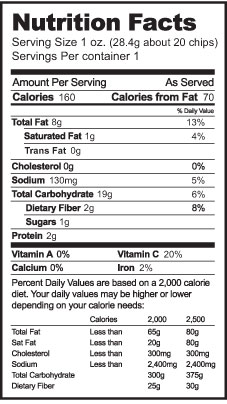 Nutrition Facts
Serving Size 1 oz. (28.4g about 20 chips)
Servings Per container 1
Amount Per Serving As Served
Calories 160 Calories from Fat 70
% Daily Value
Total Fat 8g 13%
Saturated Fat 1g 4%
Trans Fat 0g
Cholesterol 0g 0%
Sodium 130mg 5%
Total Carbohydrate 19g 6%
Dietary Fiber 2g 8%
Sugars 1g
Protein 2g
Vitamin A 0% Vitamin C 20%
Calcium 0% Iron 2%
Percent Daily Values are based on a 2,000 calorie
diet. Your daily values may be higher or lower
depending on your calorie needs:
Calories 2,000 2,500
Total Fat Less than 65g 80g
Sat Fat Less than 20g 80g
Cholesterol Less than 300mg 300mg
Sodium Less than 2,400mg 2,400mg
Total Carbohydrate 300g 375g
Dietary Fiber 25g 30g